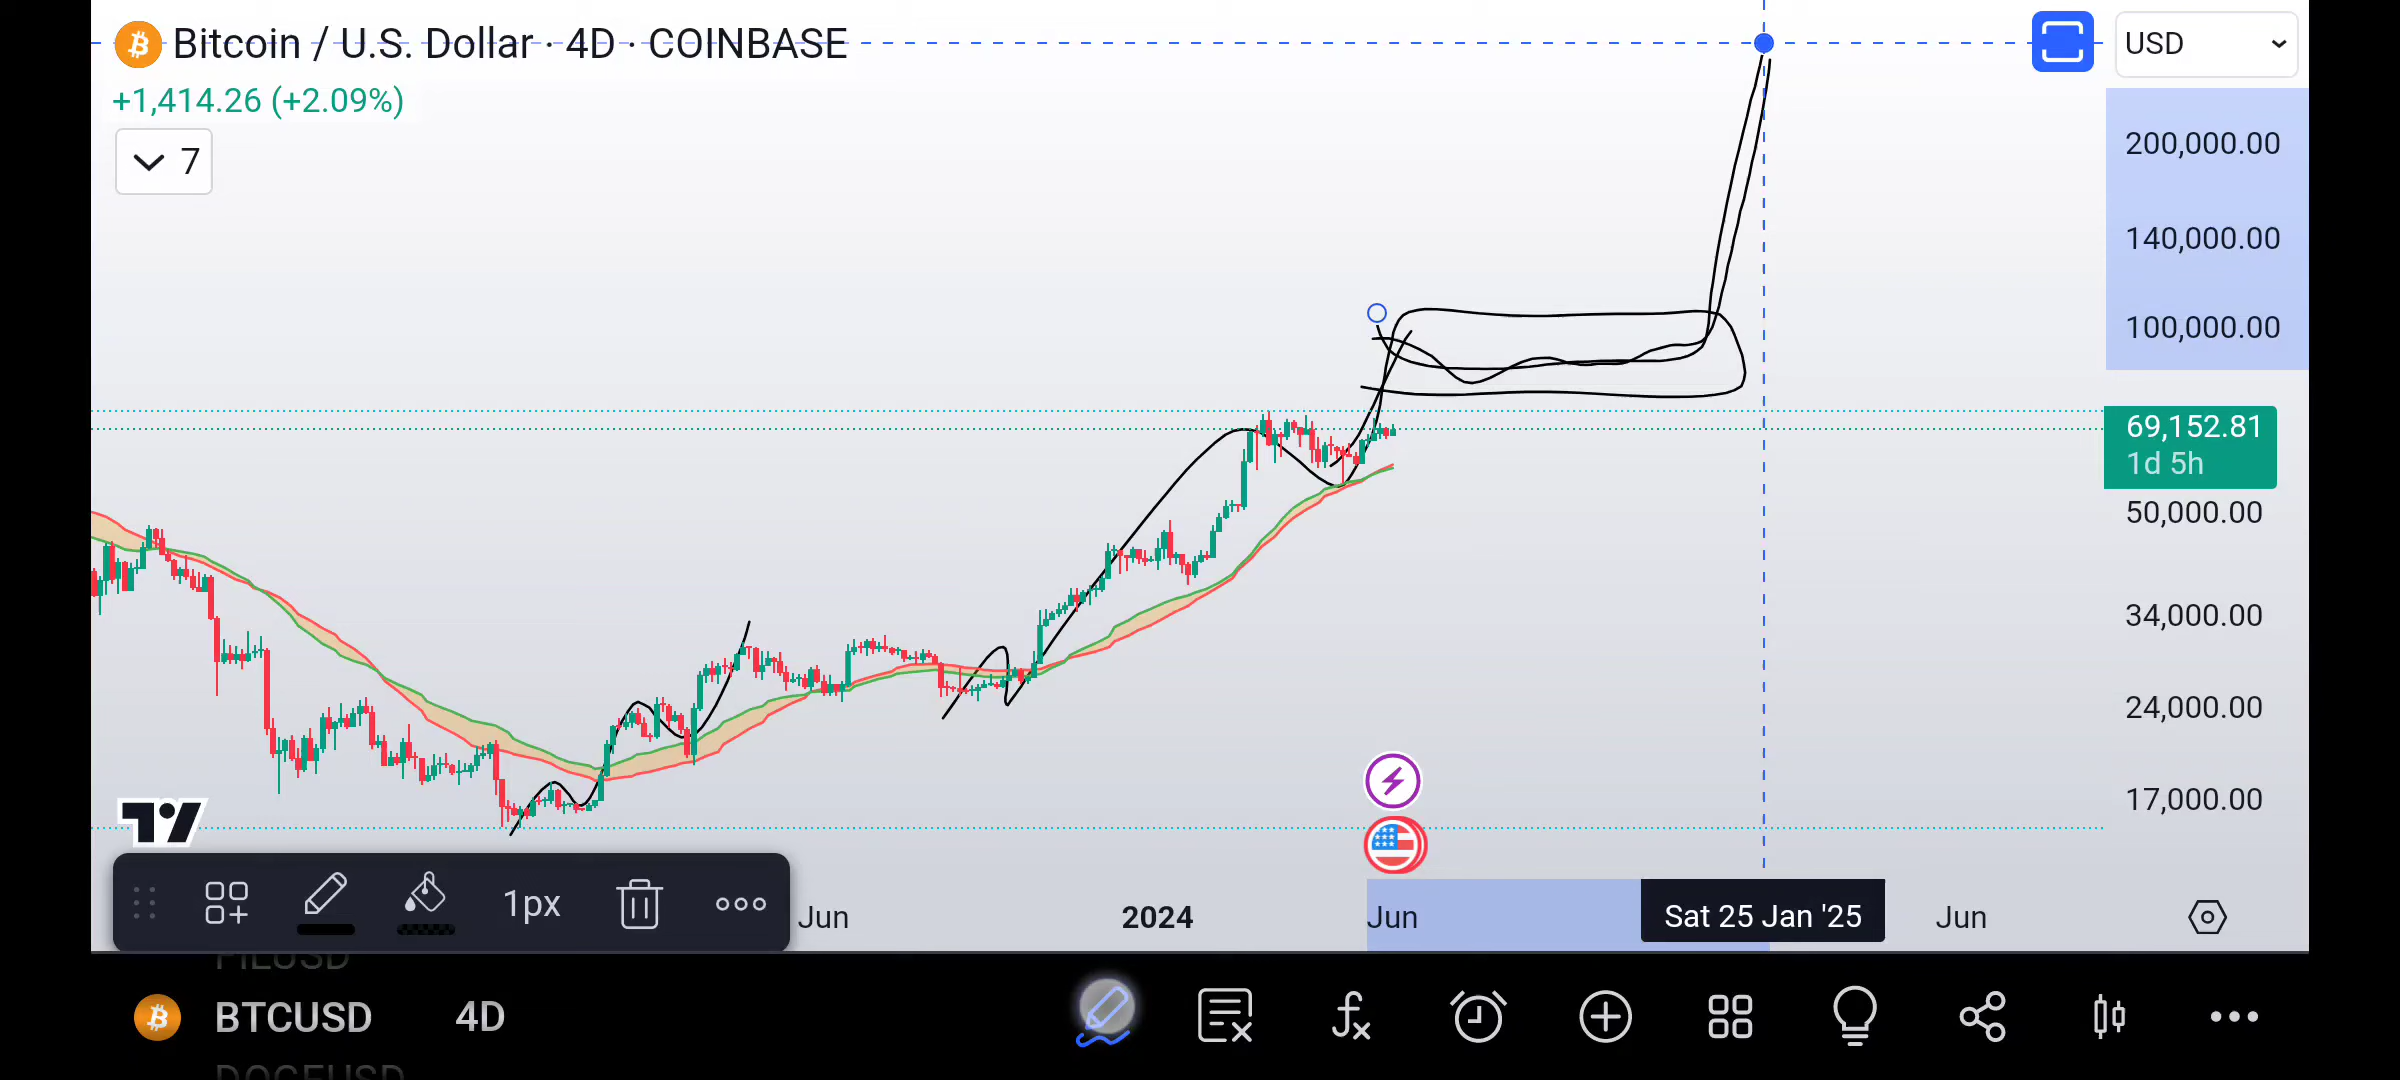 Bitcoin / U.S. Dollar · 4D · COINBASE
USD
+1,414.26 (+2.09%)
7
200,000.00
140,000.00
100,000.00
69,152.81
1d 5h
50,000.00
34,000.00
24,000.00
17,000.00
1px
Jun
2024
Jun
Sat 25 Jan '25
Jun
FILUSD
BTCUSD 4D
DOGEUSD